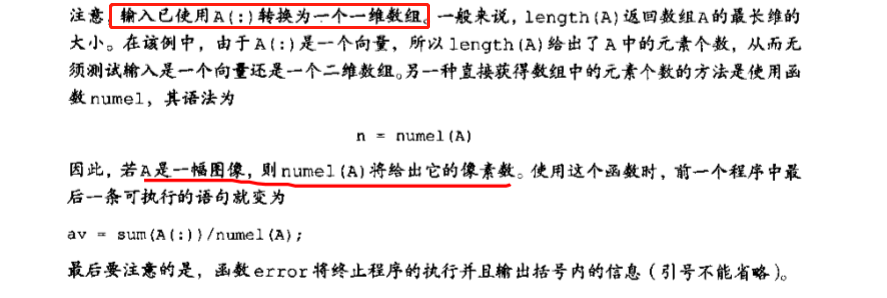 注意,输入已使用A(:)转换为一个一维数组。一般来说,length(A)返回数组A的最长维的
大小。在该例中,由于A(:)是一个向量,所以length(A)给出了A中的元素个数,从而无
须测试输入是一个向量还是一个二维数组。另一种直接获得数组中的元素个数的方法是使用函
数numel,其语法为
n = numel(A)
因此,若A是一幅图像,则numel(A)将给出它的像素数。使用这个函数时,前一个程序中最
后一条可执行的语句就变为
av = sum(A(:))/numel(A);
最后要注意的是,函数error将终止程序的执行并且输出括号内的信息(引号不能省略)。